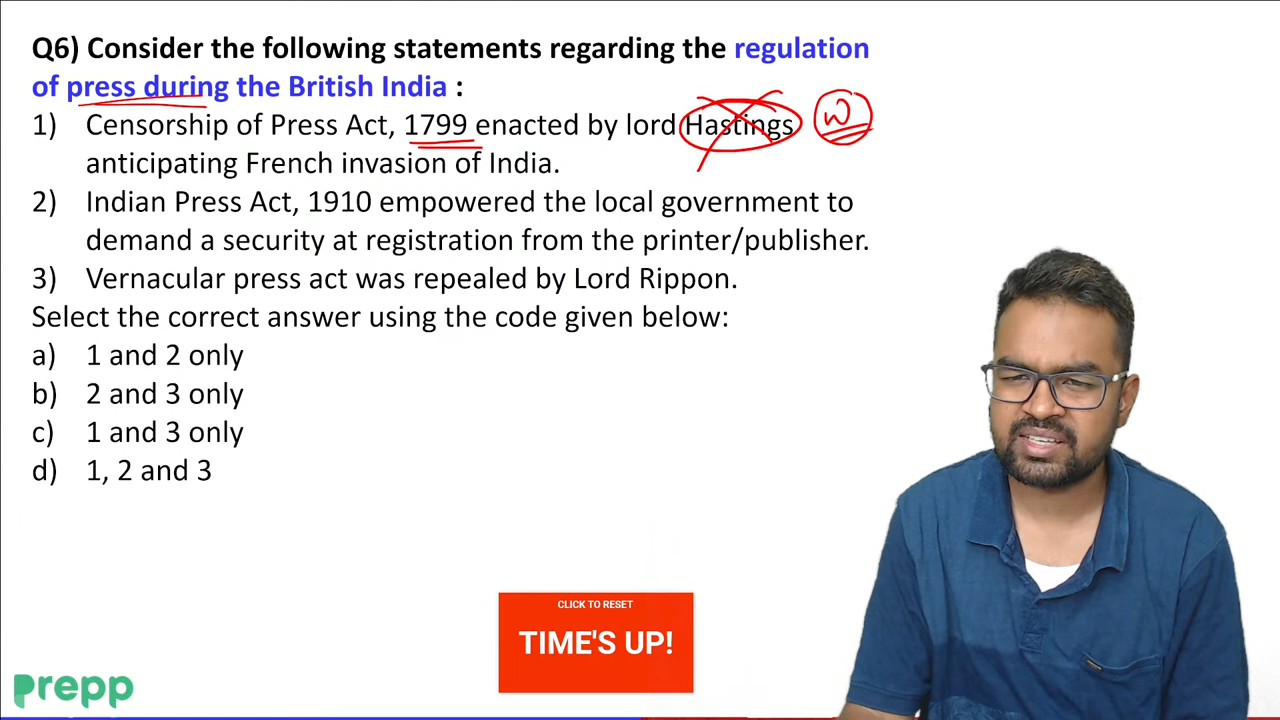 Q6) Consider the following statements regarding the regulation
of press during the British India :
1) Censorship of Press Act, 1799 enacted by lord Hastings W
anticipating French invasion of India.
2) Indian Press Act, 1910 empowered the local government to
demand a security at registration from the printer/publisher.
3) Vernacular press act was repealed by Lord Rippon.
Select the correct answer using the code given below:
a) 1 and 2 only
b) 2 and 3 only
c) 1 and 3 only
d) 1, 2 and 3
CLICK TO RESET
TIME'S UP!
prepp